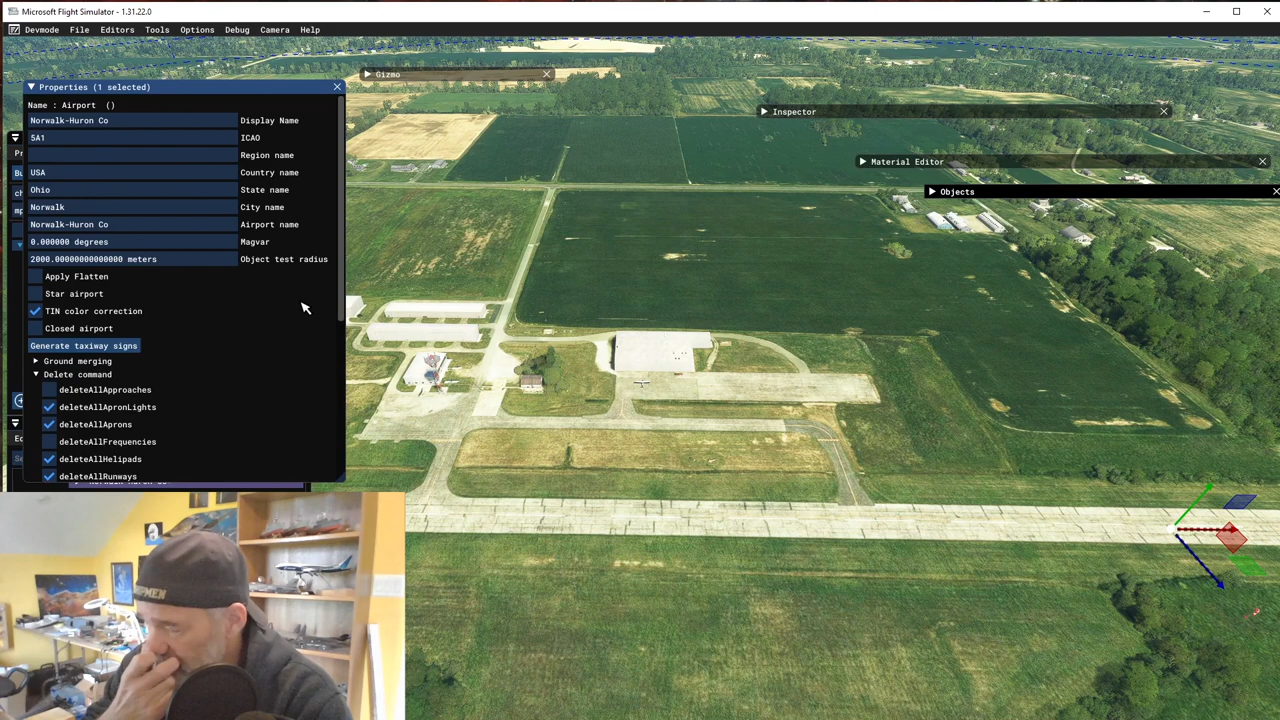 Microsoft Flight Simulator - 1.31.22.0
Devmode File Editors Tools Options Debug Camera Help
Gizmo
Properties (1 selected)
Inspector
Material Editor
Objects
Name : Airport ()
Norwalk-Huron Co Display Name
5A1 ICAO
Region name
USA Country name
Ohio State name
Norwalk City name
Norwalk-Huron Co Airport name
0.000000 degrees Magvar
2000.00000000000000 meters Object test radius
Apply Flatten
Star airport
TIN color correction
Closed airport
Generate taxiway signs
Ground merging
Delete command
deleteAllApproaches
deleteAllApronLights
deleteAllAprons
deleteAllFrequencies
deleteAllHelipads
deleteAllRunways